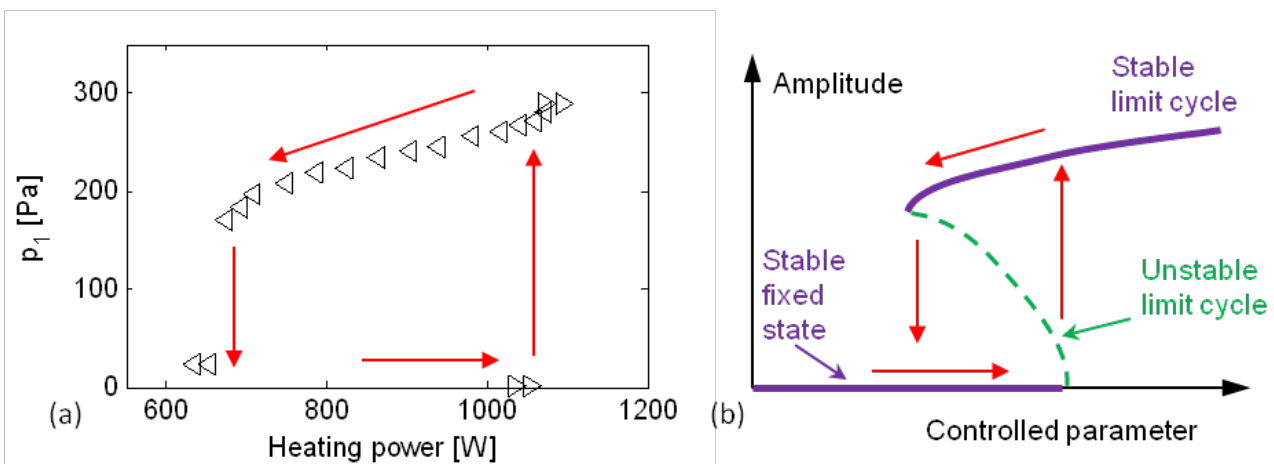 300
200
100
0
p1 [Pa]
600
800
1000
1200
Heating power [W]
(a)
Amplitude
Stable
limit cycle
Stable
fixed
state
Unstable
limit cycle
Controlled parameter
(b)